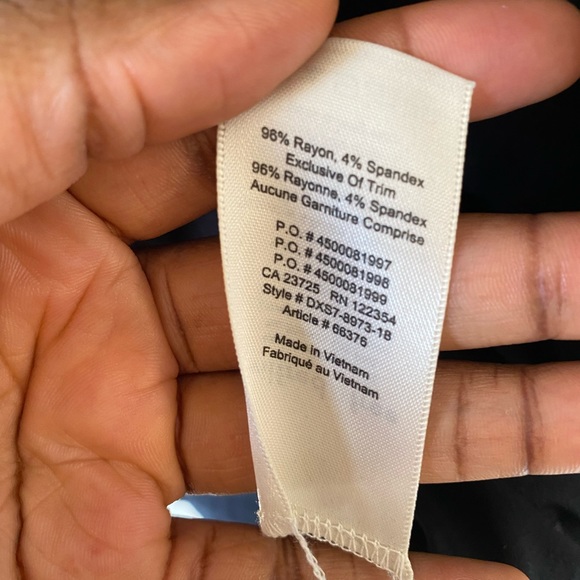 96% Rayon, 4% Spandex
Exclusive Of Trim
96% Rayonne, 4% Spandex
Aucune Garniture Comprise
P.O. # 4500081997
P.O. # 4500081998
P.O. # 4500081999
CA 23725 RN 122354
Style # DXS7-8973-18
Article # 66376
Made in Vietnam
Fabriqué au Vietnam